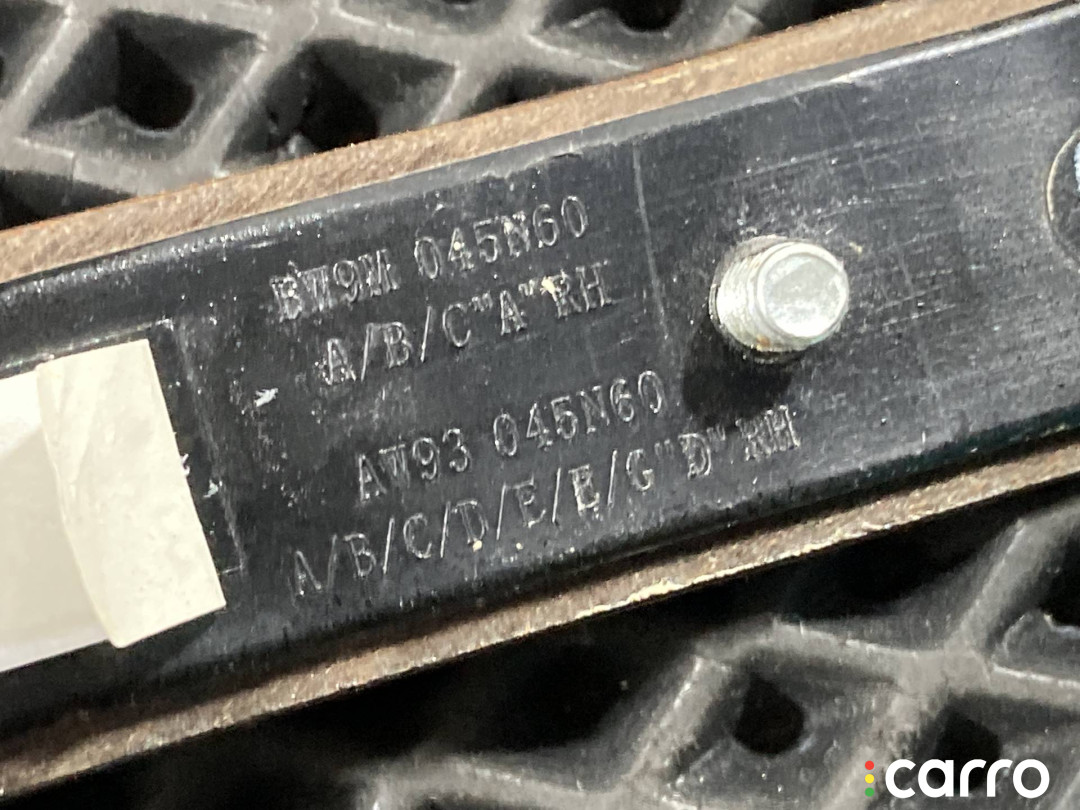 BW9M 045N60
A/B/C"A" RH
AW93 045N60
A/B/C/D/E/E/G"D" RH
carro